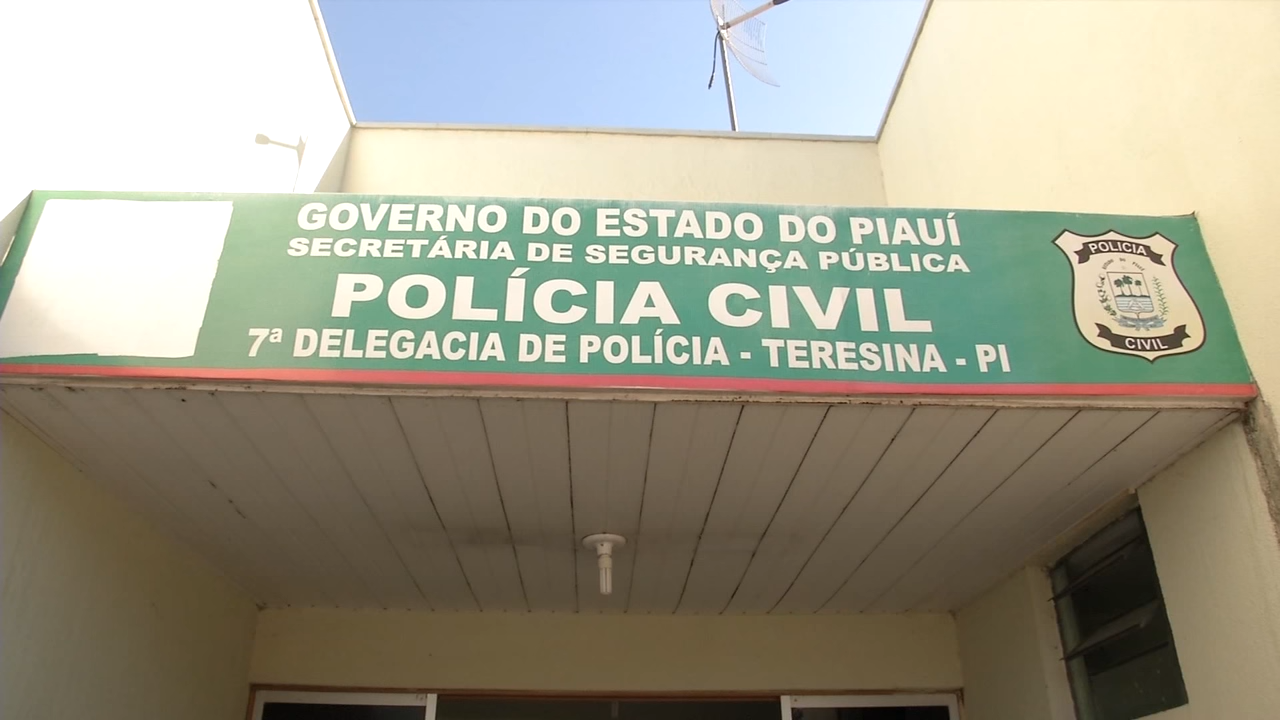 GOVERNO DO ESTADO DO PIAUÍ
SECRETÁRIA DE SEGURANÇA PÚBLICA
POLÍCIA CIVIL
7ª DELEGACIA DE POLÍCIA - TERESINA - PI
POLICIA
CIVIL